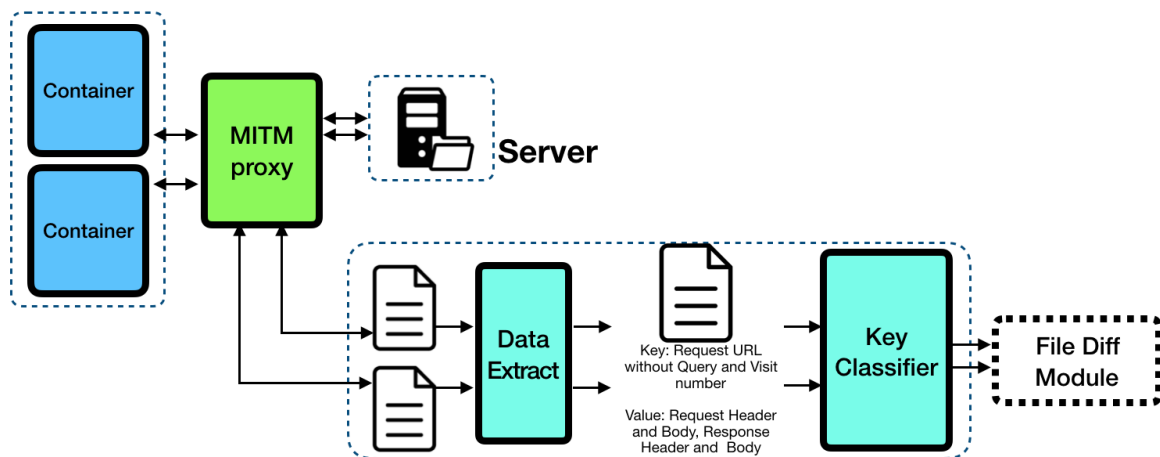 Container
MITM
proxy
Server
Container
Data
Extract
Key: Request URL
without Query and Visit
number
Value: Request Header
and Body, Response
Header and Body
Key
Classifier
File Diff
Module